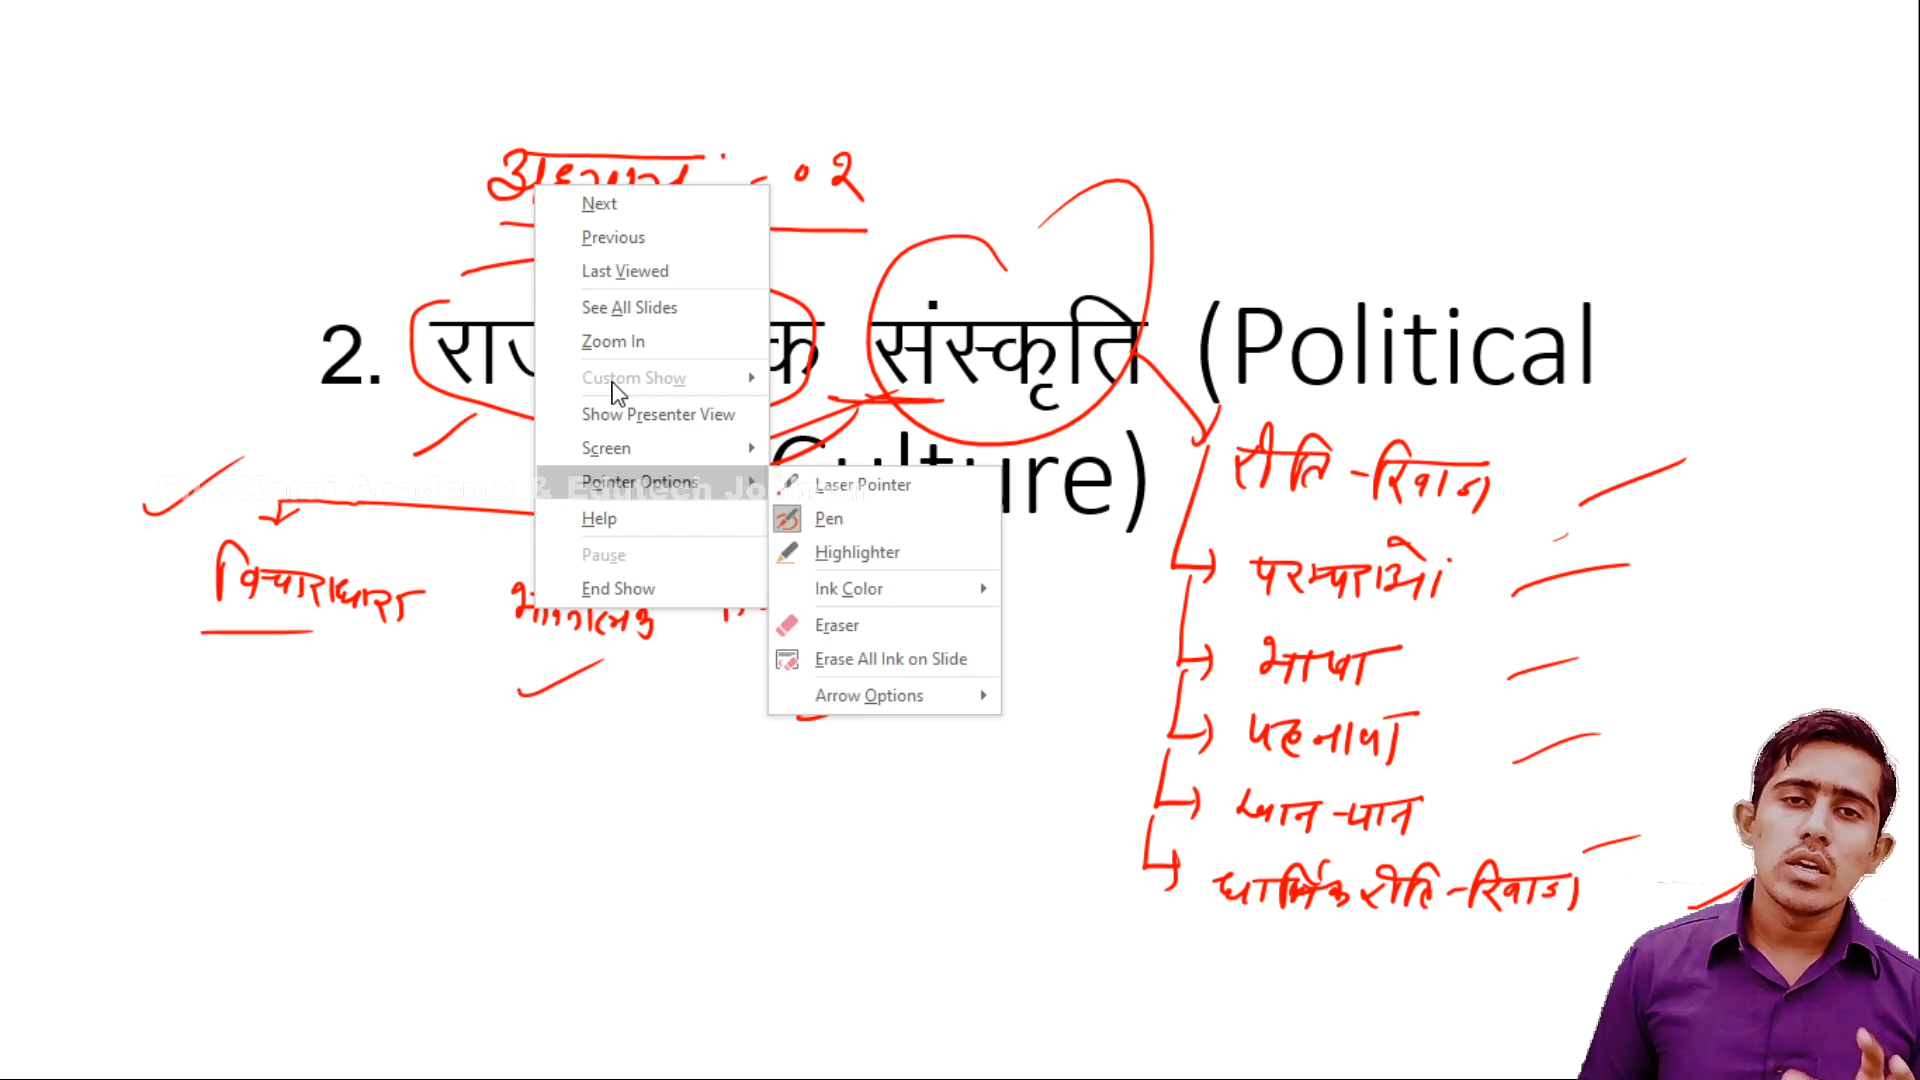 - ०२
Next
Previous
Last Viewed
See All Slides
Zoom In
Custom Show
Show Presenter View
Screen
Pointer Options
Help
Pause
End Show
Laser Pointer
Pen
Highlighter
Ink Color
Eraser
Erase All Ink on Slide
Arrow Options
2. संस्कृति (Political
Culture)
विचारधारा
रीति-रिवाज
परम्पराओं
भाषा
पहनावा
खान-पान
धार्मिक रीति-रिवाज